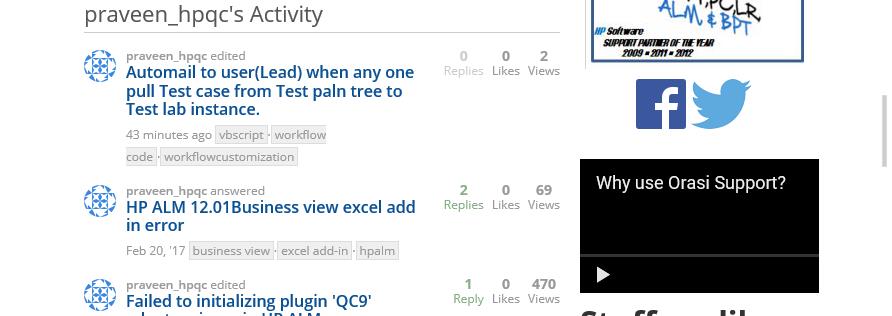 praveen_hpqc's Activity
praveen_hpqc edited
Automail to user(Lead) when any one
pull Test case from Test paln tree to
Test lab instance.
43 minutes ago vbscript · workflow
code · workflowcustomization
0 0 2
Replies Likes Views
praveen_hpqc answered
HP ALM 12.01Business view excel add
in error
Feb 20, '17 business view · excel add-in · hpalm
2 0 69
Replies Likes Views
praveen_hpqc edited
Failed to initializing plugin 'QC9'
1 0 470
Reply Likes Views
ALM & BPT
HP Software
SUPPORT PARTNER OF THE YEAR
2009 • 2011 • 2012
Why use Orasi Support?